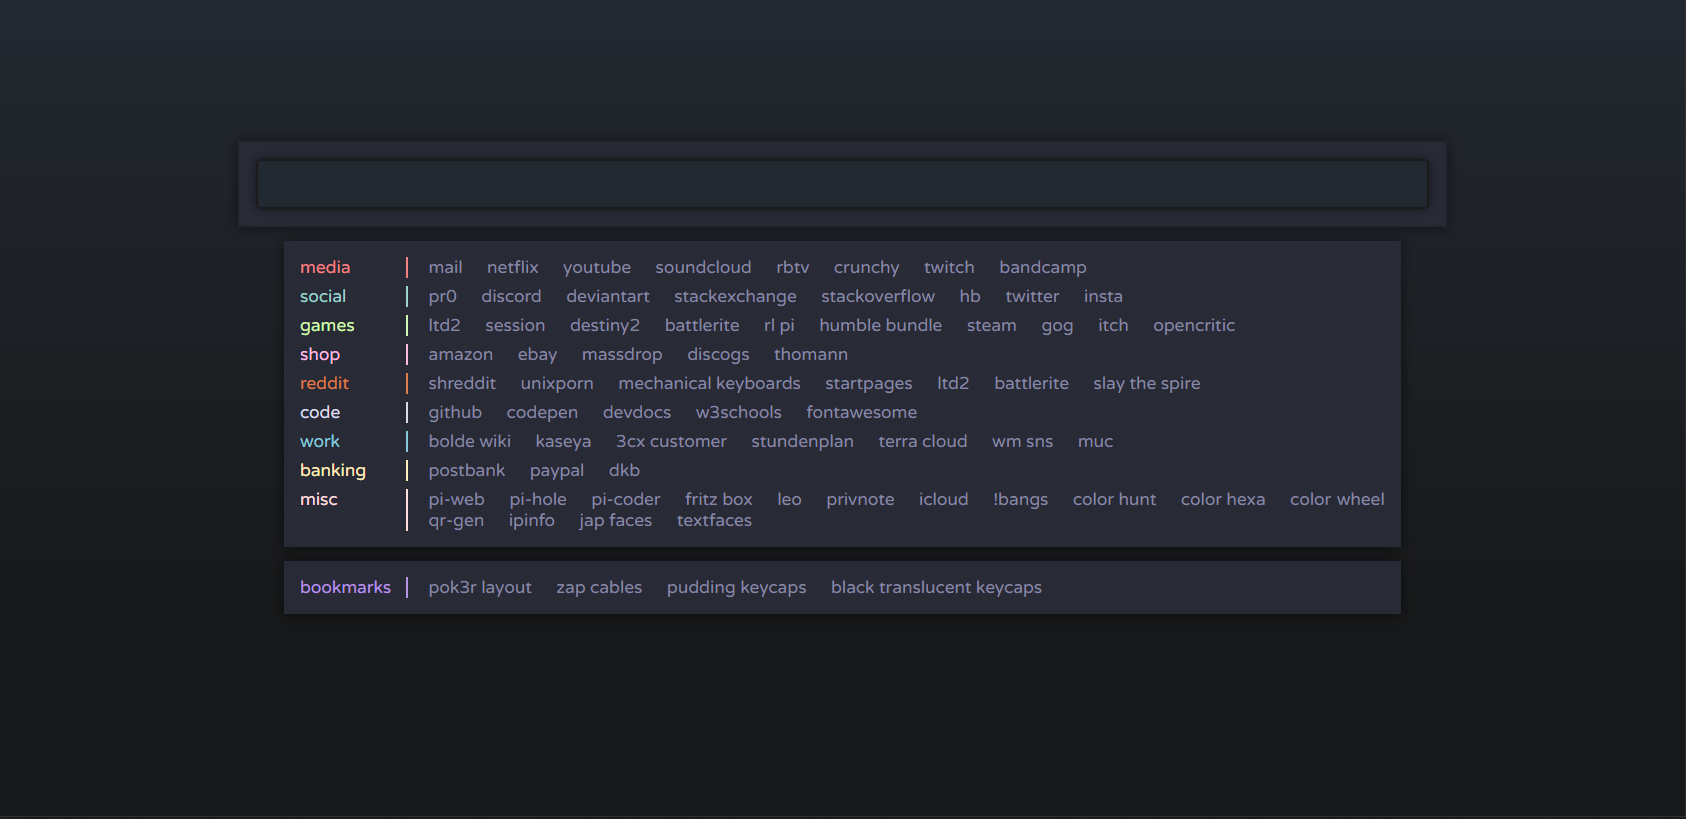 media mail netflix youtube soundcloud rbtv crunchy twitch bandcamp
social pr0 discord deviantart stackexchange stackoverflow hb twitter insta
games ltd2 session destiny2 battlerite rl pi humble bundle steam gog itch opencritic
shop amazon ebay massdrop discogs thomann
reddit shreddit unixporn mechanical keyboards startpages ltd2 battlerite slay the spire
code github codepen devdocs w3schools fontawesome
work bolde wiki kaseya 3cx customer stundenplan terra cloud wm sns muc
banking postbank paypal dkb
misc pi-web pi-hole pi-coder fritz box leo privnote icloud !bangs color hunt color hexa color wheel
qr-gen ipinfo jap faces textfaces
bookmarks pok3r layout zap cables pudding keycaps black translucent keycaps